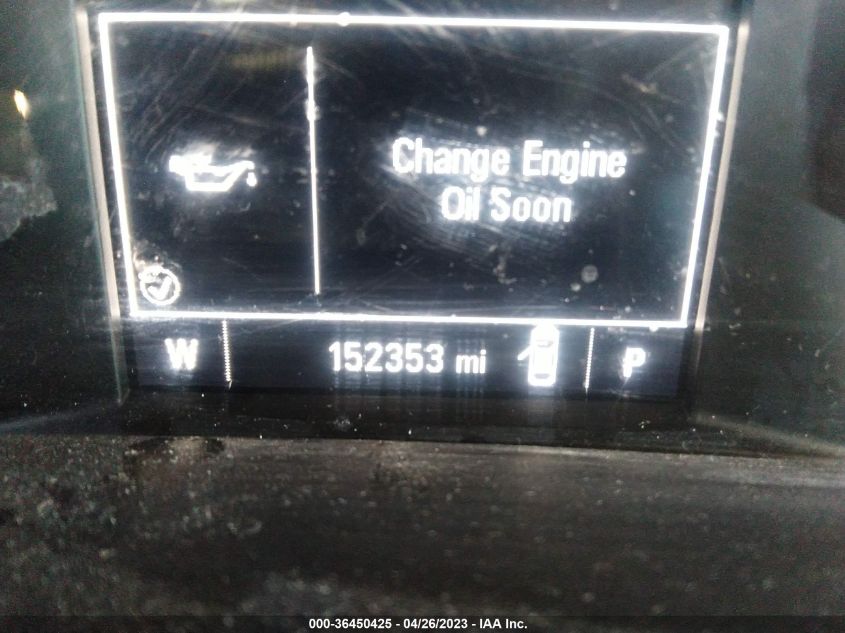 Change Engine
Oil Soon
W
152353 mi
P
000-36450425 - 04/26/2023 - IAA Inc.